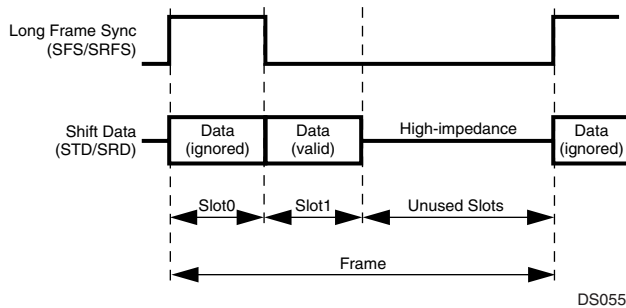 Long Frame Sync
(SFS/SRFS)
Shift Data
(STD/SRD)
Data
(ignored)
Data
(valid)
High-impedance
Data
(ignored)
Slot0
Slot1
Unused Slots
Frame
DS055